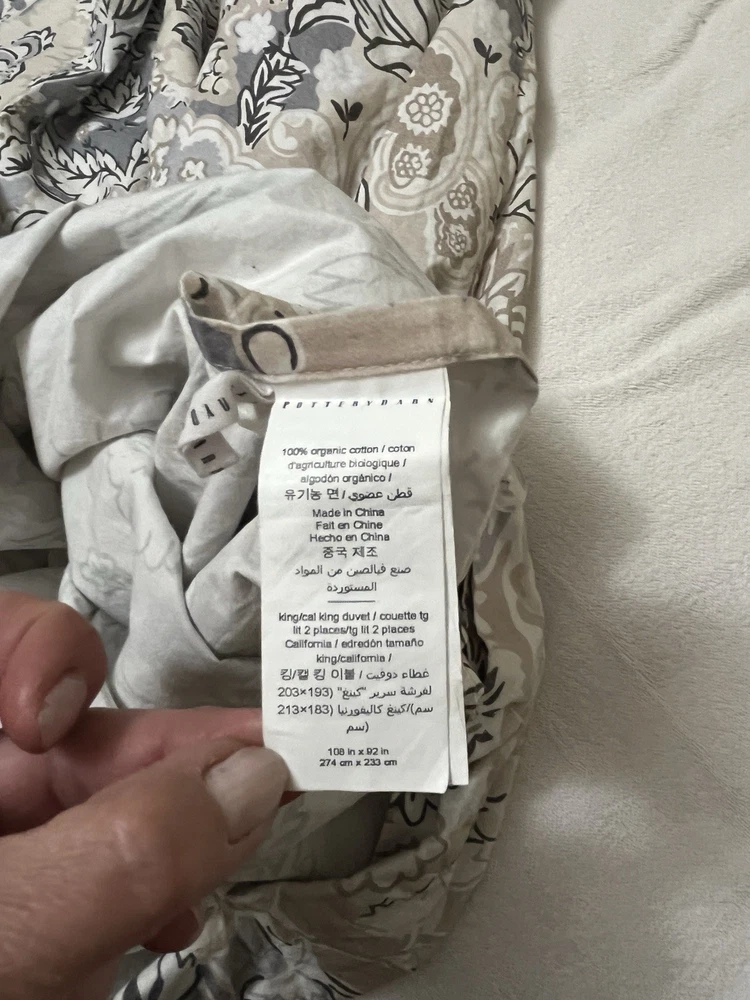 POTTERYBARN
100% organic cotton / coton
d'agriculture biologique /
algodón orgánico /
유기농 면 / قطن عضوي
Made in China
Fait en Chine
Hecho en China
중국 제조
صنع فيالصين من المواد
المستوردة
king/cal king duvet / couette tg
lit 2 places/tg lit 2 places
California / edredón tamaño
king/california /
킹/캘 킹 이불 / غطاء دوفيت
لفرشة سرير "كينغ" (193×203
سم)/كينغ كاليفورنيا (183×213
سم)
108 in x 92 in
274 cm x 233 cm